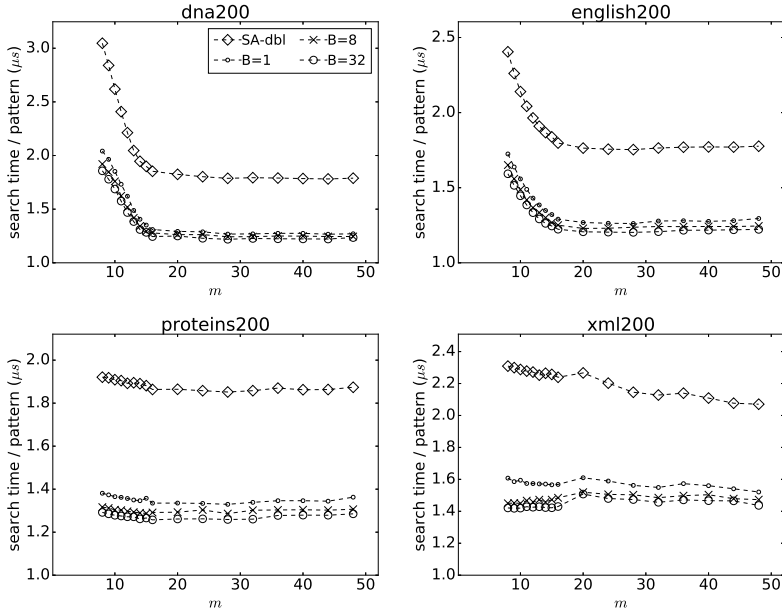 dna200
search time / pattern (μs)
3.0
2.5
2.0
1.5
1.0
SA-dbl
B=1
B=8
B=32
10
20
30
40
50
m
english200
search time / pattern (μs)
2.5
2.0
1.5
1.0
10
20
30
40
50
m
proteins200
search time / pattern (μs)
2.0
1.8
1.6
1.4
1.2
1.0
10
20
30
40
50
m
xml200
search time / pattern (μs)
2.4
2.2
2.0
1.8
1.6
1.4
1.2
1.0
10
20
30
40
50
m